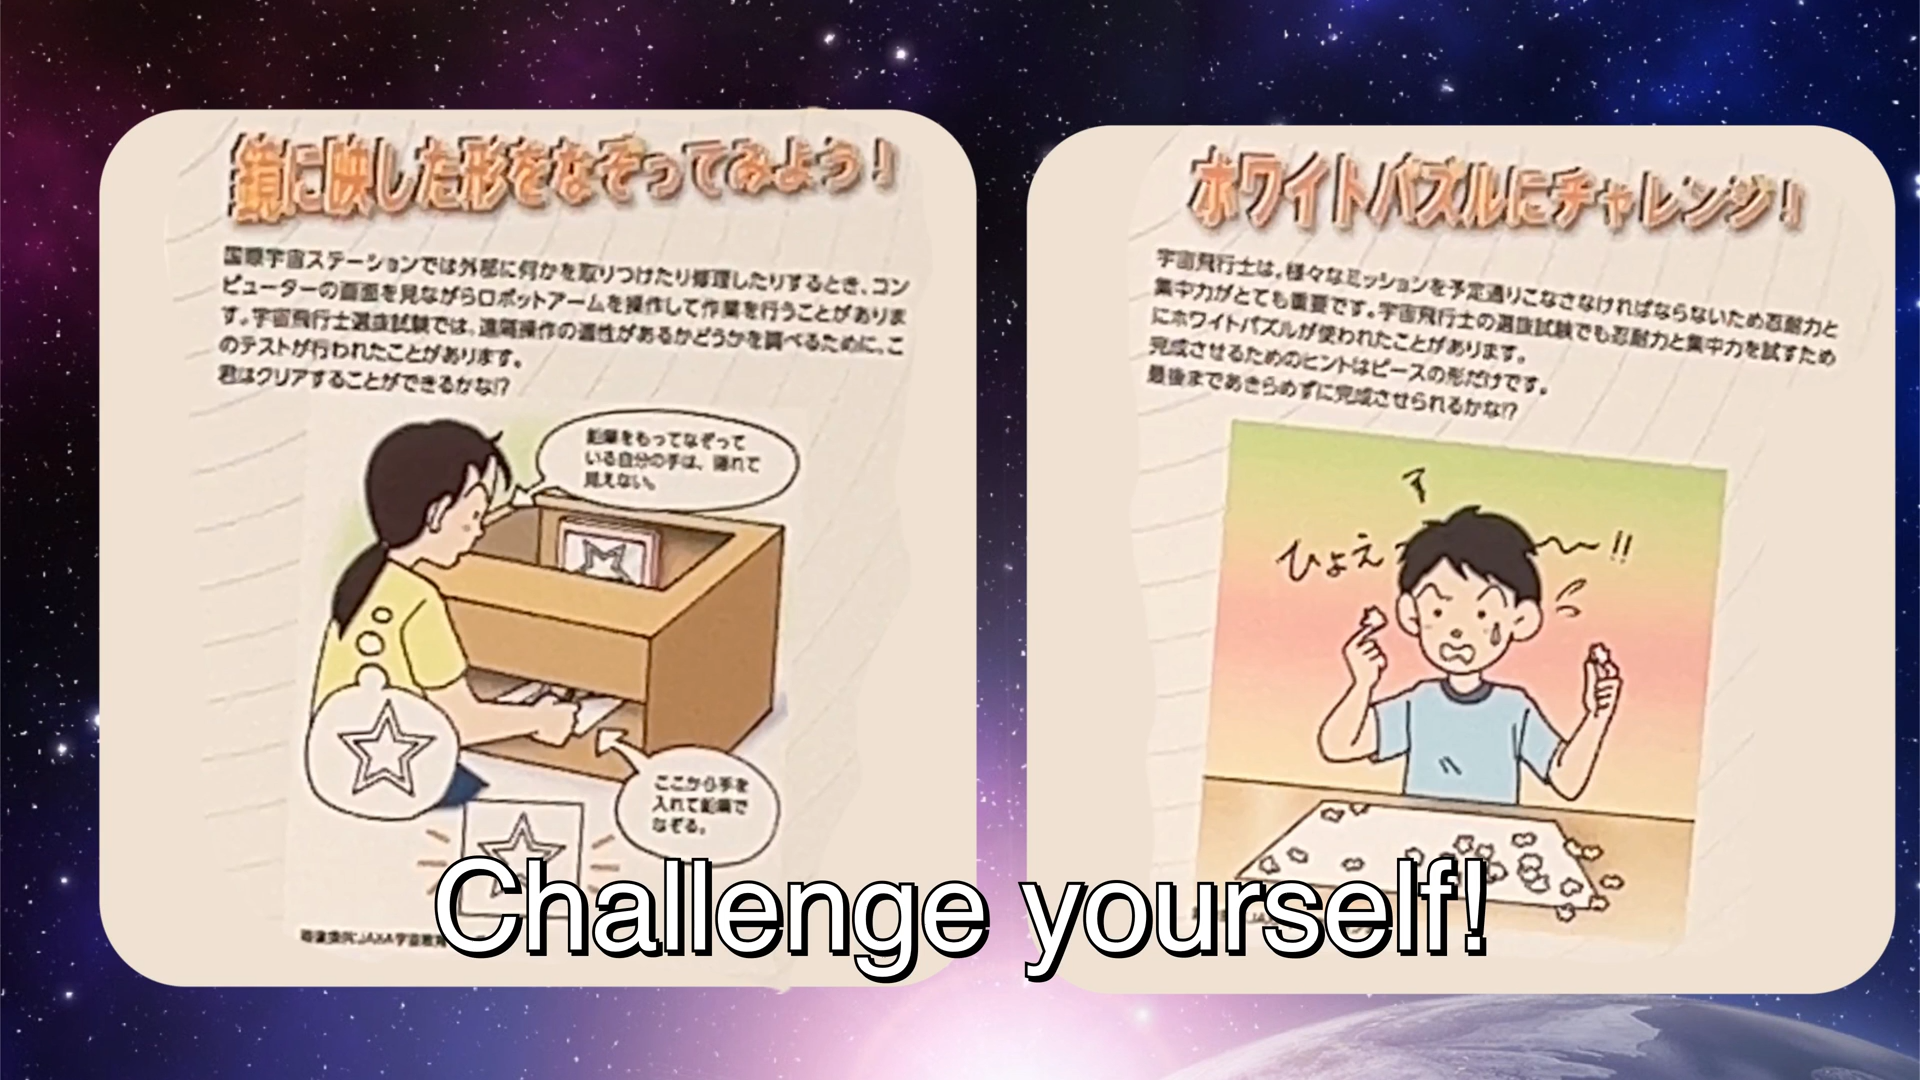 鏡に映した形をなぞってみよう!
国際宇宙ステーションでは外部に何かを取りつけたり修理したりするとき、コン
ピューターの画面を見ながらロボットアームを操作して作業を行うことがありま
す。宇宙飛行士選抜試験では、遠隔操作の適性があるかどうかを調べるために、こ
のテストが行われたことがあります。
君はクリアすることができるかな!?
鉛筆をもってなぞって
いる自分の手は、隠れて
見えない。
ここから手を
入れて鉛筆で
なぞる。
JAXA宇宙教育
ホワイトパズルにチャレンジ!
宇宙飛行士は、様々なミッションを予定通りこなさなければならないため忍耐力と
集中力がとても重要です。宇宙飛行士の選抜試験でも忍耐力と集中力を試すため
にホワイトパズルが使われたことがあります。
完成させるためのヒントはピースの形だけです。
最後まであきらめずに完成させられるかな!?
ひょえ〜!!
Challenge yourself!